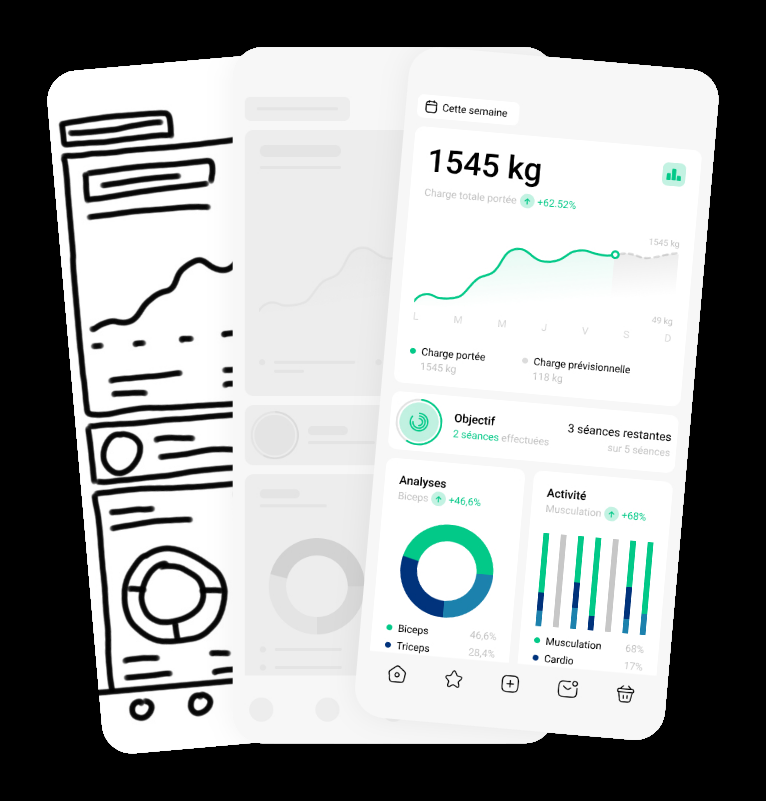 Cette semaine
1545 kg
Charge totale portée +62.52%
1545 kg
49 kg
L M M J V S D
Charge portée
1545 kg
Charge prévisionnelle
118 kg
Objectif
2 séances effectuées
3 séances restantes
sur 5 séances
Analyses
Biceps +46,6%
Biceps 46,6%
Triceps 28,4%
Activité
Musculation +68%
Musculation 68%
Cardio 17%